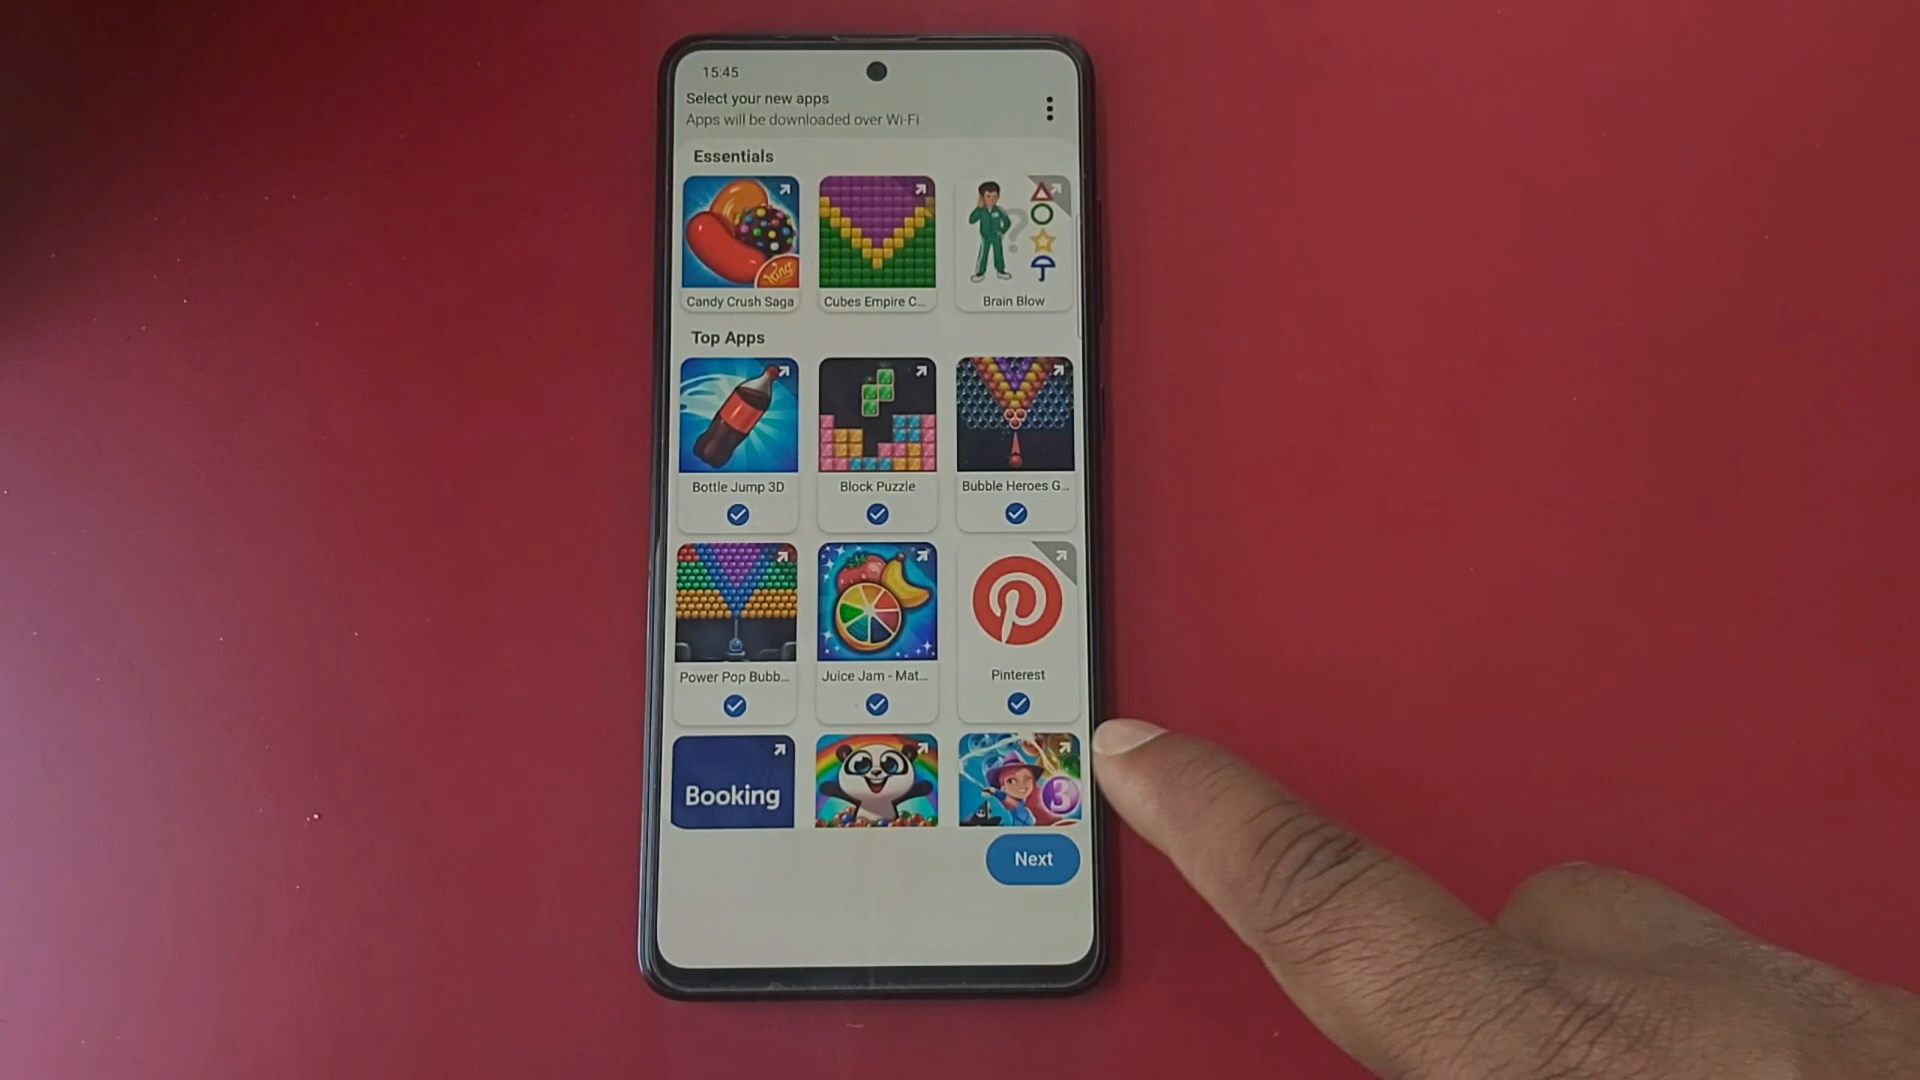 15:45
Select your new apps
Apps will be downloaded over Wi-Fi
Essentials
King
Candy Crush Saga
Cubes Empire C...
?
Brain Blow
Top Apps
Bottle Jump 3D
Block Puzzle
Bubble Heroes G...
Power Pop Bubb...
Juice Jam - Mat...
Pinterest
Booking
3
Next